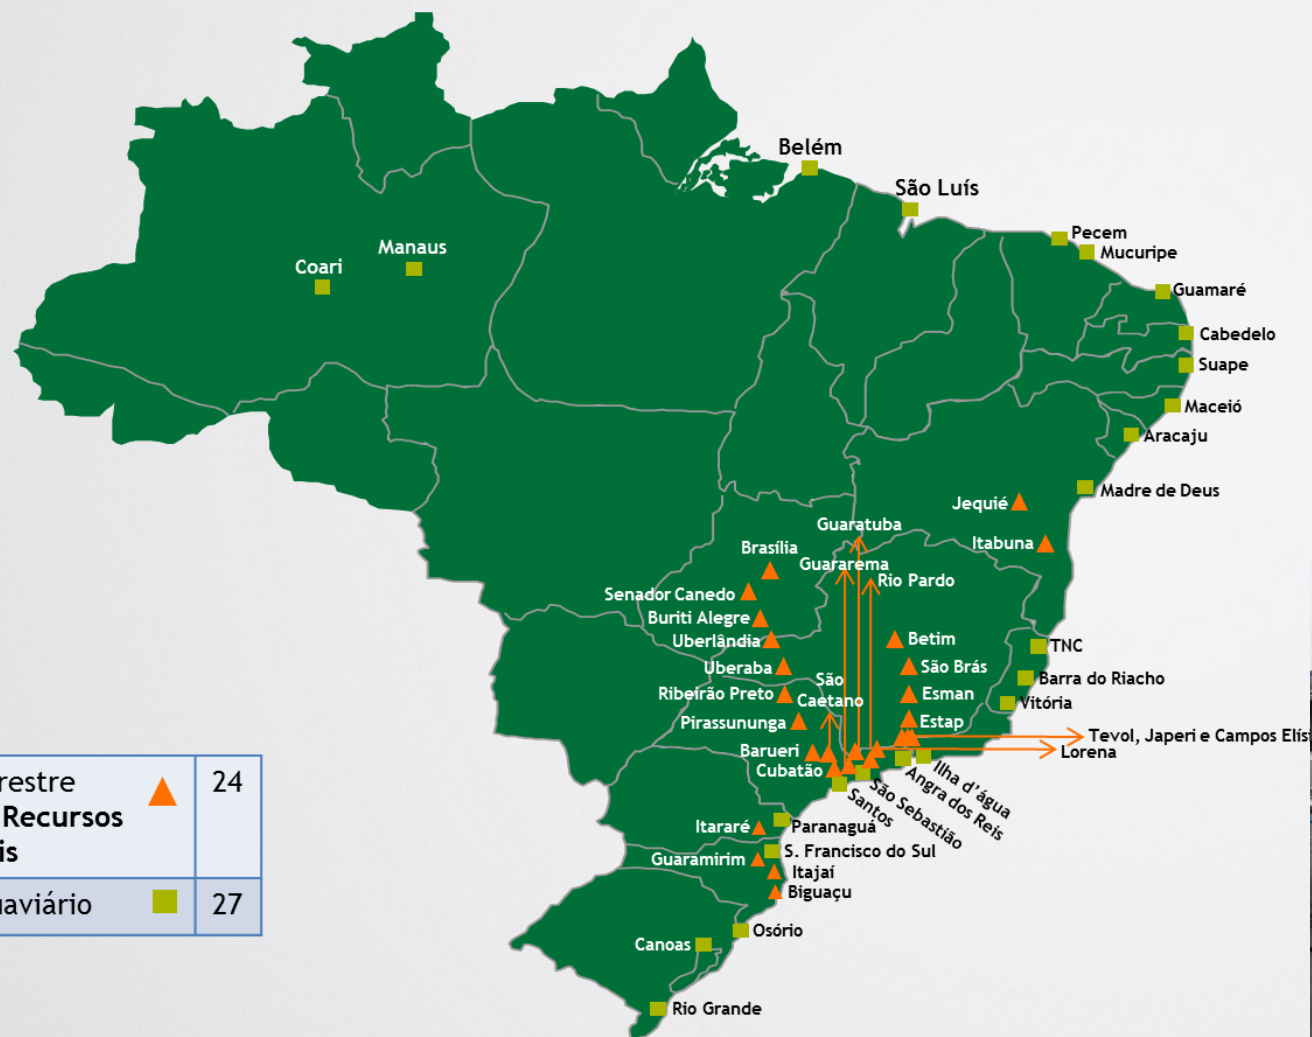 Belém
São Luís
Pecem
Mucuripe
Manaus
Coari
Guamaré
Cabedelo
Suape
Maceió
Aracaju
Madre de Deus
Jequié
Guaratuba
Itabuna
Brasília
Guararema
Rio Pardo
Senador Canedo
Buriti Alegre
Uberlândia
Betim
TNC
Uberaba
São Brás
São
Caetano
Barra do Riacho
Ribeirão Preto
Esman
Vitória
Pirassununga
Estap
Tevol, Japeri e Campos Elís
Barueri
Lorena
Cubatão
Ilha d'água
Angra dos Reis
São Sebastião
Santos
restre
24
Recursos
is
Itararé
Paranaguá
Guaramirim
S. Francisco do Sul
Itajaí
Biguaçu
uaviário
27
Osório
Canoas
Rio Grande